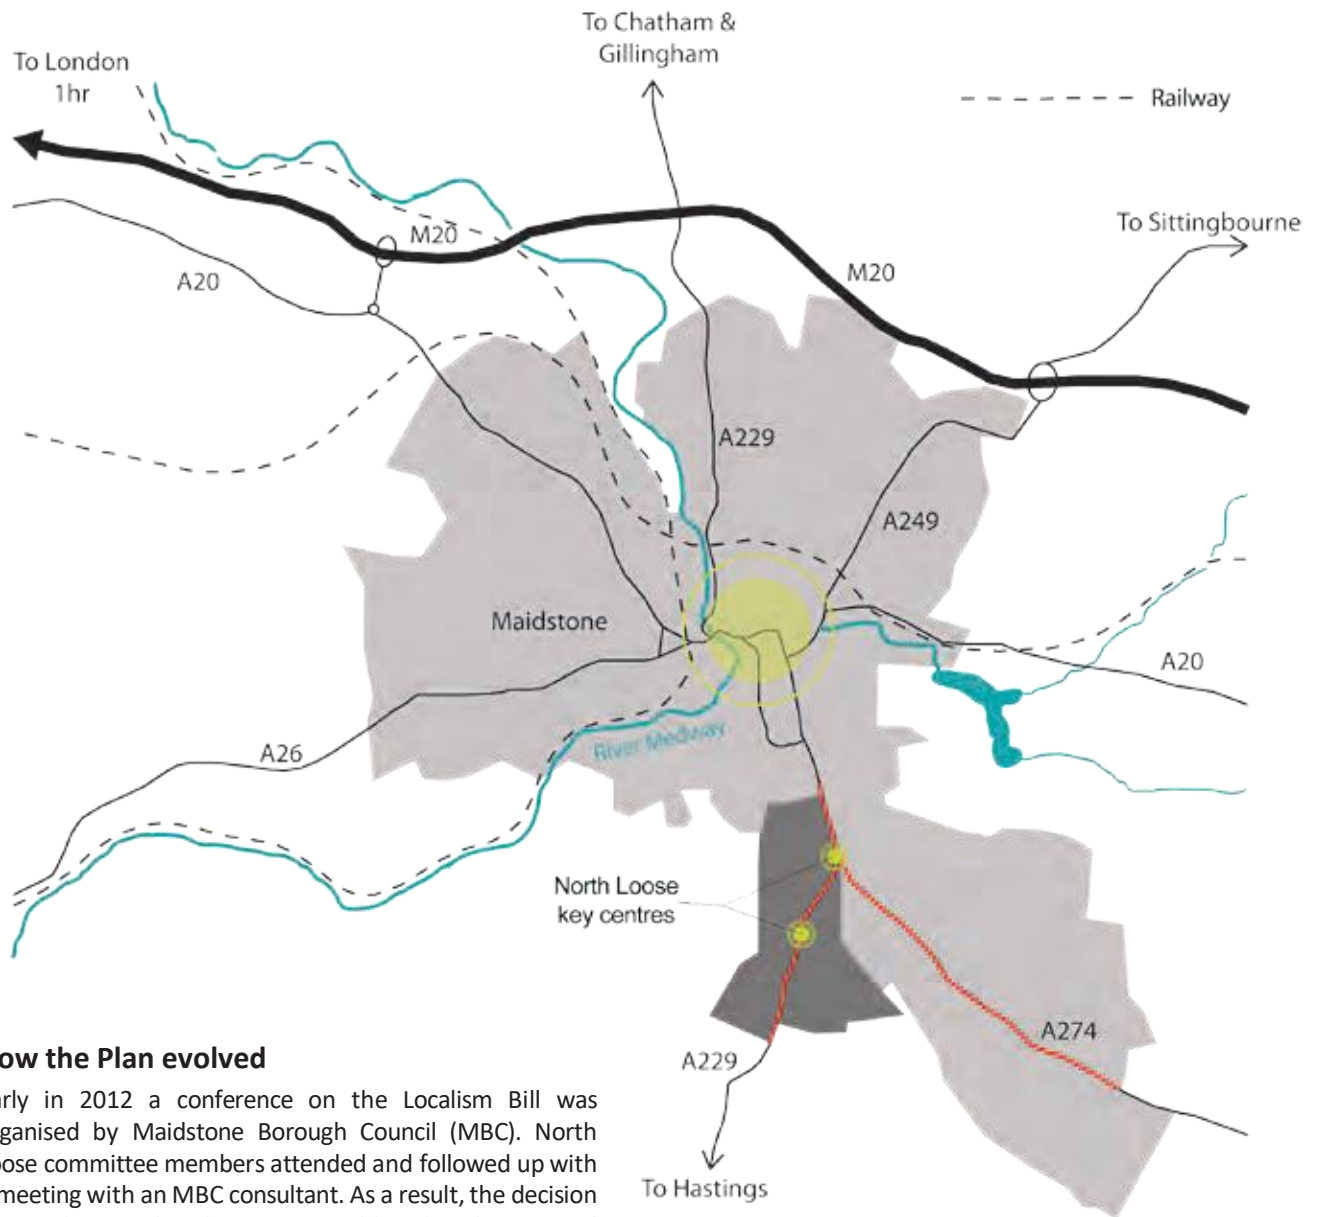 To Chatham &
Gillingham
To London
1hr
Railway
To Sittingbourne
M20
M20
A20
A229
A249
Maidstone
A20
River Medway
A26
North Loose
key centres
A274
A229
To Hastings
ow the Plan evolved
arly in 2012 a conference on the Localism Bill was
ganised by Maidstone Borough Council (MBC). North
oose committee members attended and followed up with
meeting with an MBC consultant. As a result, the decision